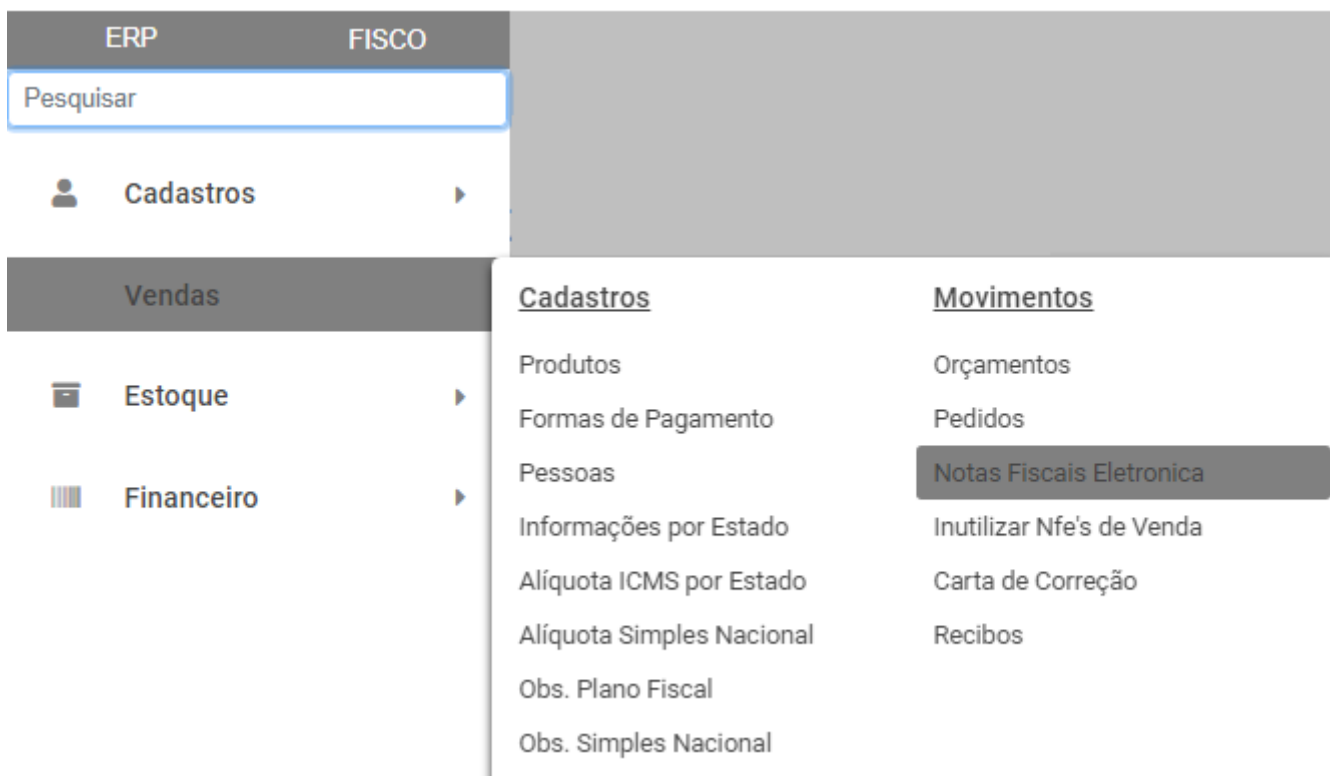 ERP FISCO
Pesquisar
Cadastros
Vendas
Estoque
Financeiro
Cadastros
Produtos
Formas de Pagamento
Pessoas
Informações por Estado
Alíquota ICMS por Estado
Alíquota Simples Nacional
Obs. Plano Fiscal
Obs. Simples Nacional
Movimentos
Orçamentos
Pedidos
Notas Fiscais Eletronica
Inutilizar Nfe's de Venda
Carta de Correção
Recibos